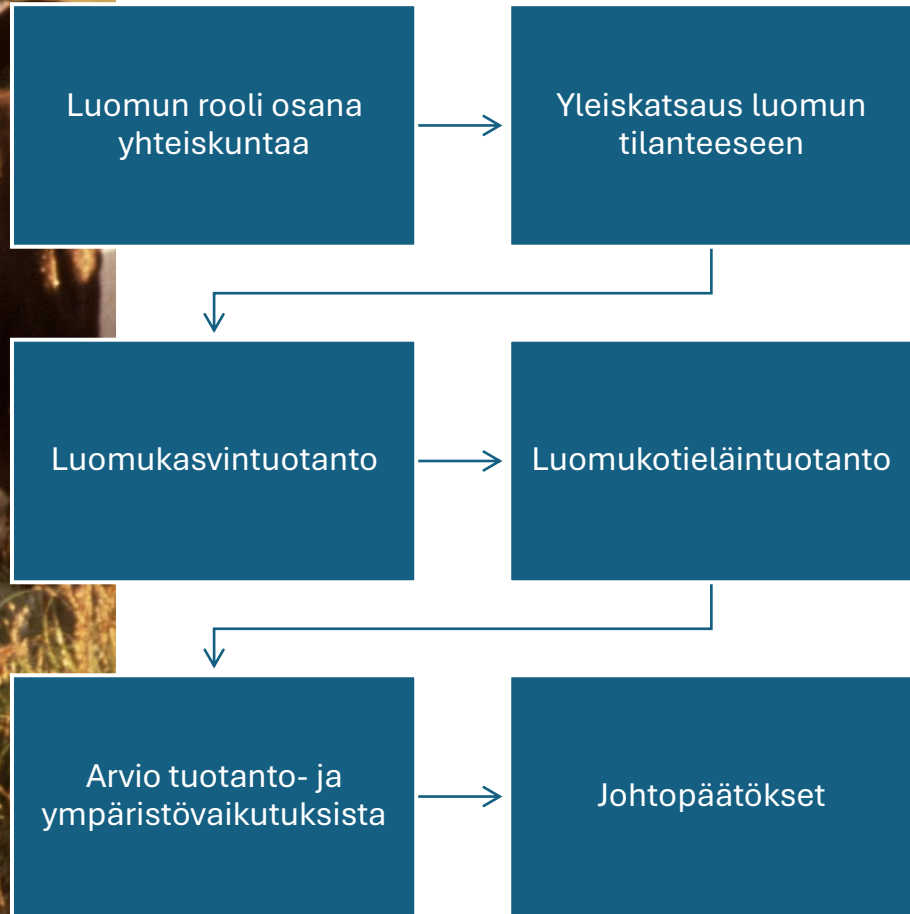 Luomun rooli osana
yhteiskuntaa
Yleiskatsaus luomun
tilanteeseen
Luomukasvintuotanto
Luomukotieläintuotanto
Arvio tuotanto- ja
ympäristövaikutuksista
Johtopäätökset